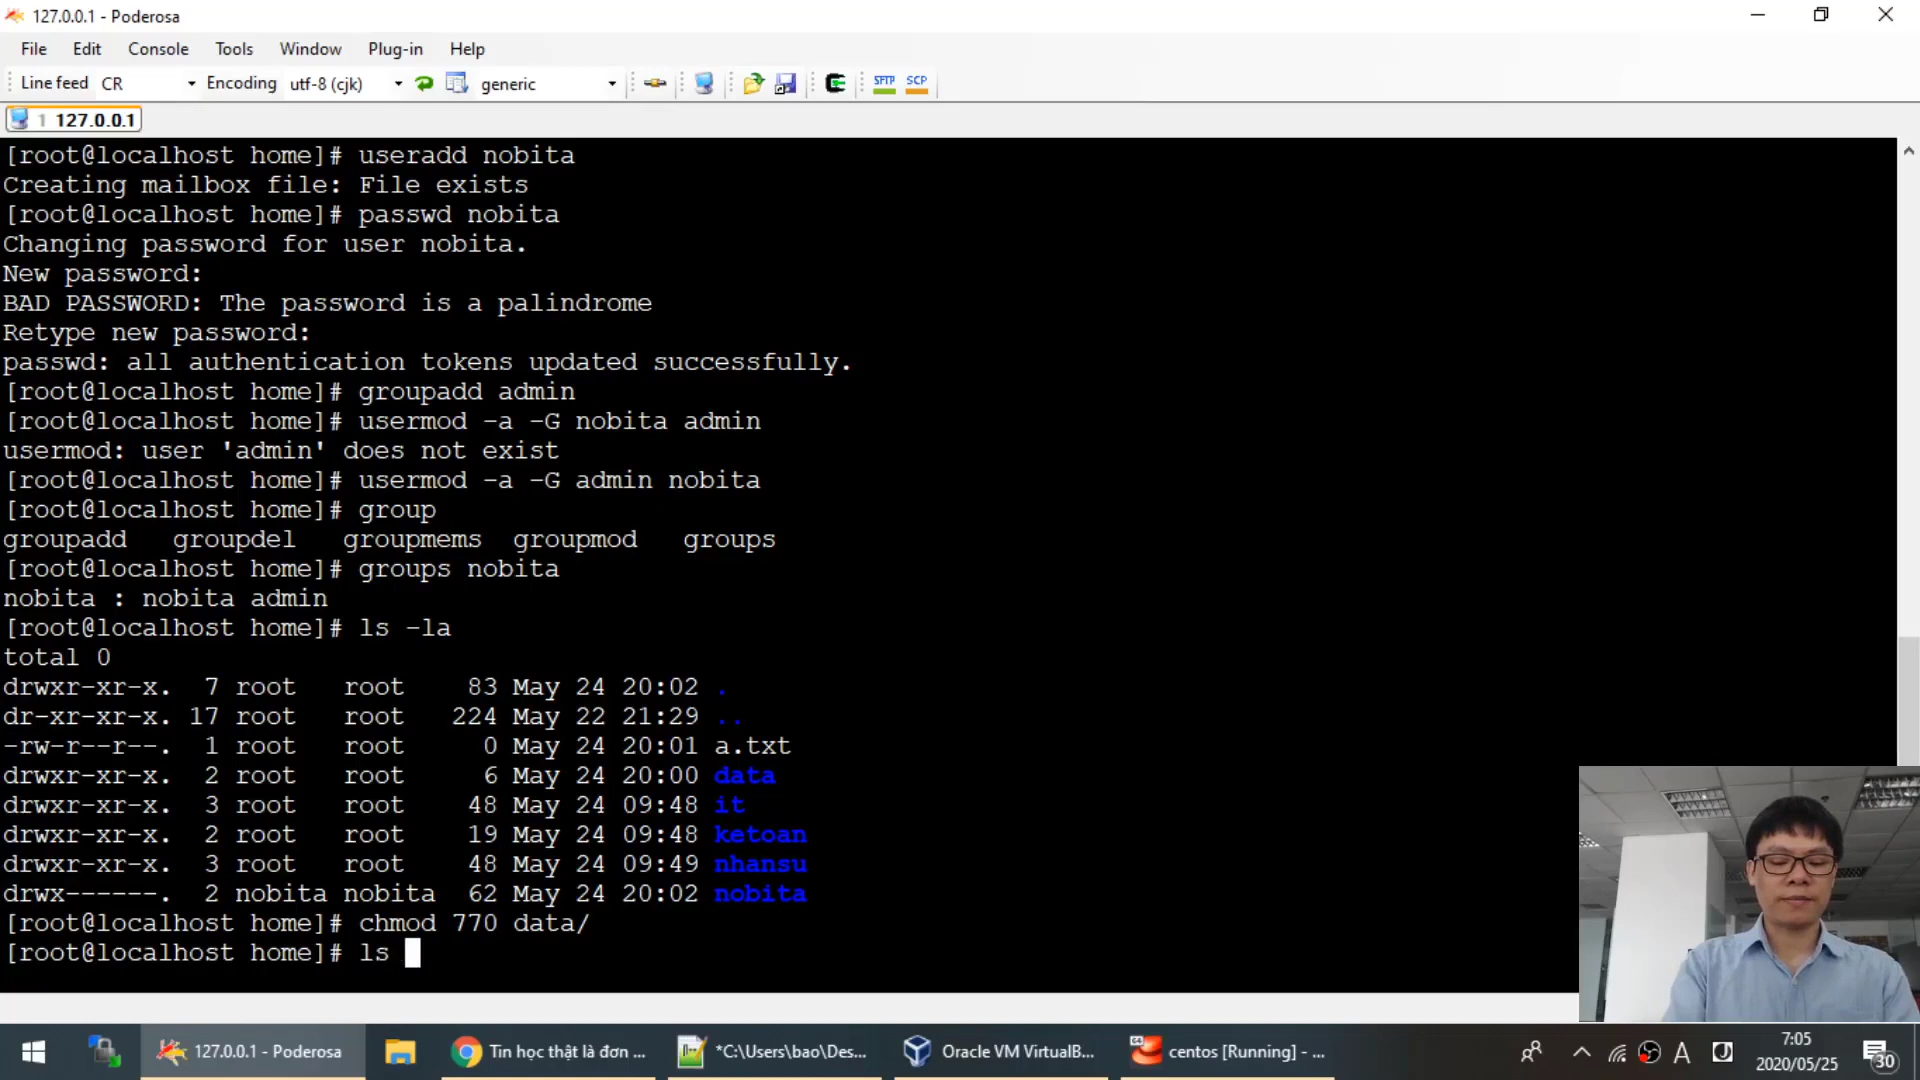 127.0.0.1 - Poderosa
File Edit Console Tools Window Plug-in Help
Line feed CR Encoding utf-8 (cjk) generic SFTP SCP
1 127.0.0.1
[root@localhost home]# useradd nobita
Creating mailbox file: File exists
[root@localhost home]# passwd nobita
Changing password for user nobita.
New password:
BAD PASSWORD: The password is a palindrome
Retype new password:
passwd: all authentication tokens updated successfully.
[root@localhost home]# groupadd admin
[root@localhost home]# usermod -a -G nobita admin
usermod: user 'admin' does not exist
[root@localhost home]# usermod -a -G admin nobita
[root@localhost home]# group
groupadd groupdel groupmems groupmod groups
[root@localhost home]# groups nobita
nobita : nobita admin
[root@localhost home]# ls -la
total 0
drwxr-xr-x. 7 root root 83 May 24 20:02 .
dr-xr-xr-x. 17 root root 224 May 22 21:29 ..
-rw-r--r--. 1 root root 0 May 24 20:01 a.txt
drwxr-xr-x. 2 root root 6 May 24 20:00 data
drwxr-xr-x. 3 root root 48 May 24 09:48 it
drwxr-xr-x. 2 root root 19 May 24 09:48 ketoan
drwxr-xr-x. 3 root root 48 May 24 09:49 nhansu
drwx------. 2 nobita nobita 62 May 24 20:02 nobita
[root@localhost home]# chmod 770 data/
[root@localhost home]# ls
127.0.0.1 - Poderosa Tin học thật là đơn ... *C:\Users\bao\Des... Oracle VM VirtualB... centos [Running] - ... A J 7:05
2020/05/25 30